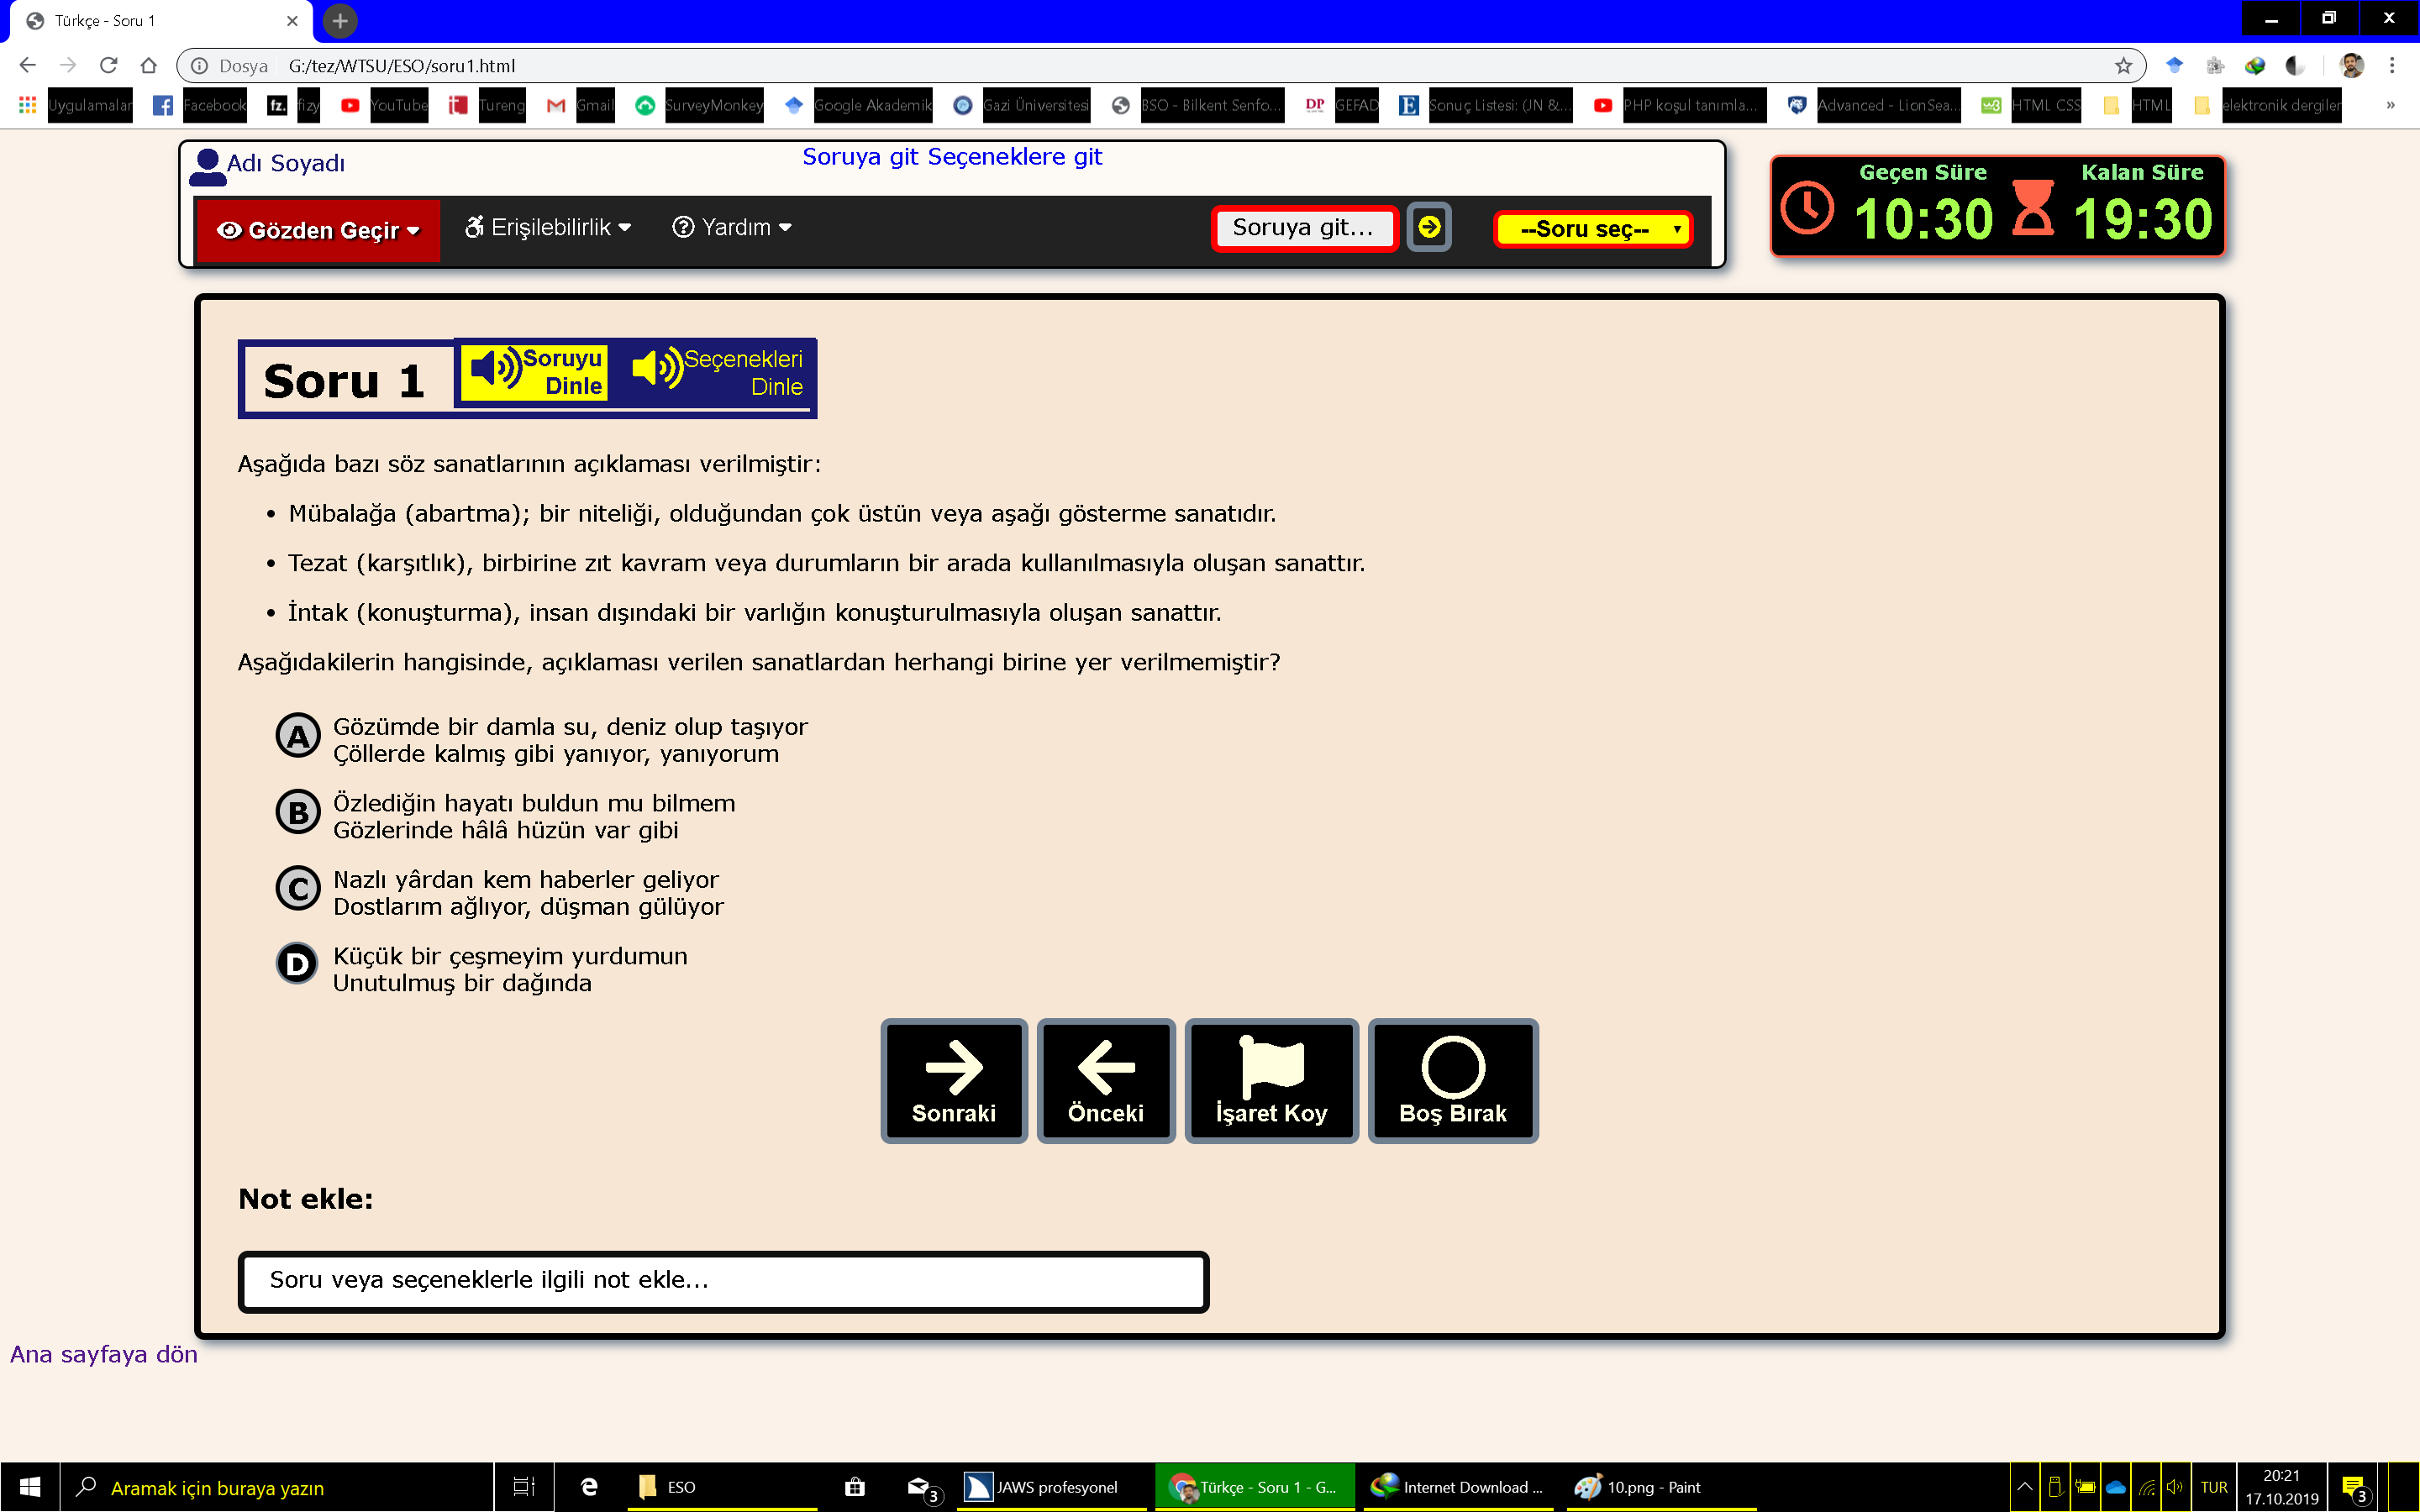 Türkçe - Soru 1
Dosya G:/tez/WTSU/ESO/soru1.html
Uygulamalar Facebook fizy YouTube Tureng Gmail SurveyMonkey Google Akademik Gazi Üniversitesi BSO - Bilkent Senfo... GEFAD Sonuç Listesi: (JN &... PHP koşul tanımla... Advanced - LionSea... HTML CSS HTML elektronik dergiler »
Adı Soyadı
Soruya git Seçeneklere git
Gözden Geçir Erişilebilirlik Yardım Soruya git... --Soru seç--
Geçen Süre Kalan Süre
10:30 19:30
Soru 1
Soruyu Dinle
Seçenekleri Dinle
Aşağıda bazı söz sanatlarının açıklaması verilmiştir:
• Mübalağa (abartma); bir niteliği, olduğundan çok üstün veya aşağı gösterme sanatıdır.
• Tezat (karşıtlık), birbirine zıt kavram veya durumların bir arada kullanılmasıyla oluşan sanattır.
• İntak (konuşturma), insan dışındaki bir varlığın konuşturulmasıyla oluşan sanattır.
Aşağıdakilerin hangisinde, açıklaması verilen sanatlardan herhangi birine yer verilmemiştir?
A Gözümde bir damla su, deniz olup taşıyor
Çöllerde kalmış gibi yanıyor, yanıyorum
B Özlediğin hayatı buldun mu bilmem
Gözlerinde hâlâ hüzün var gibi
C Nazlı yârdan kem haberler geliyor
Dostlarım ağlıyor, düşman gülüyor
D Küçük bir çeşmeyim yurdumun
Unutulmuş bir dağında
Sonraki Önceki İşaret Koy Boş Bırak
Not ekle:
Soru veya seçeneklerle ilgili not ekle...
Ana sayfaya dön
Aramak için buraya yazın ESO 3 JAWS profesyonel Türkçe - Soru 1 - G... Internet Download ... 10.png - Paint TUR 20:21
17.10.2019 3